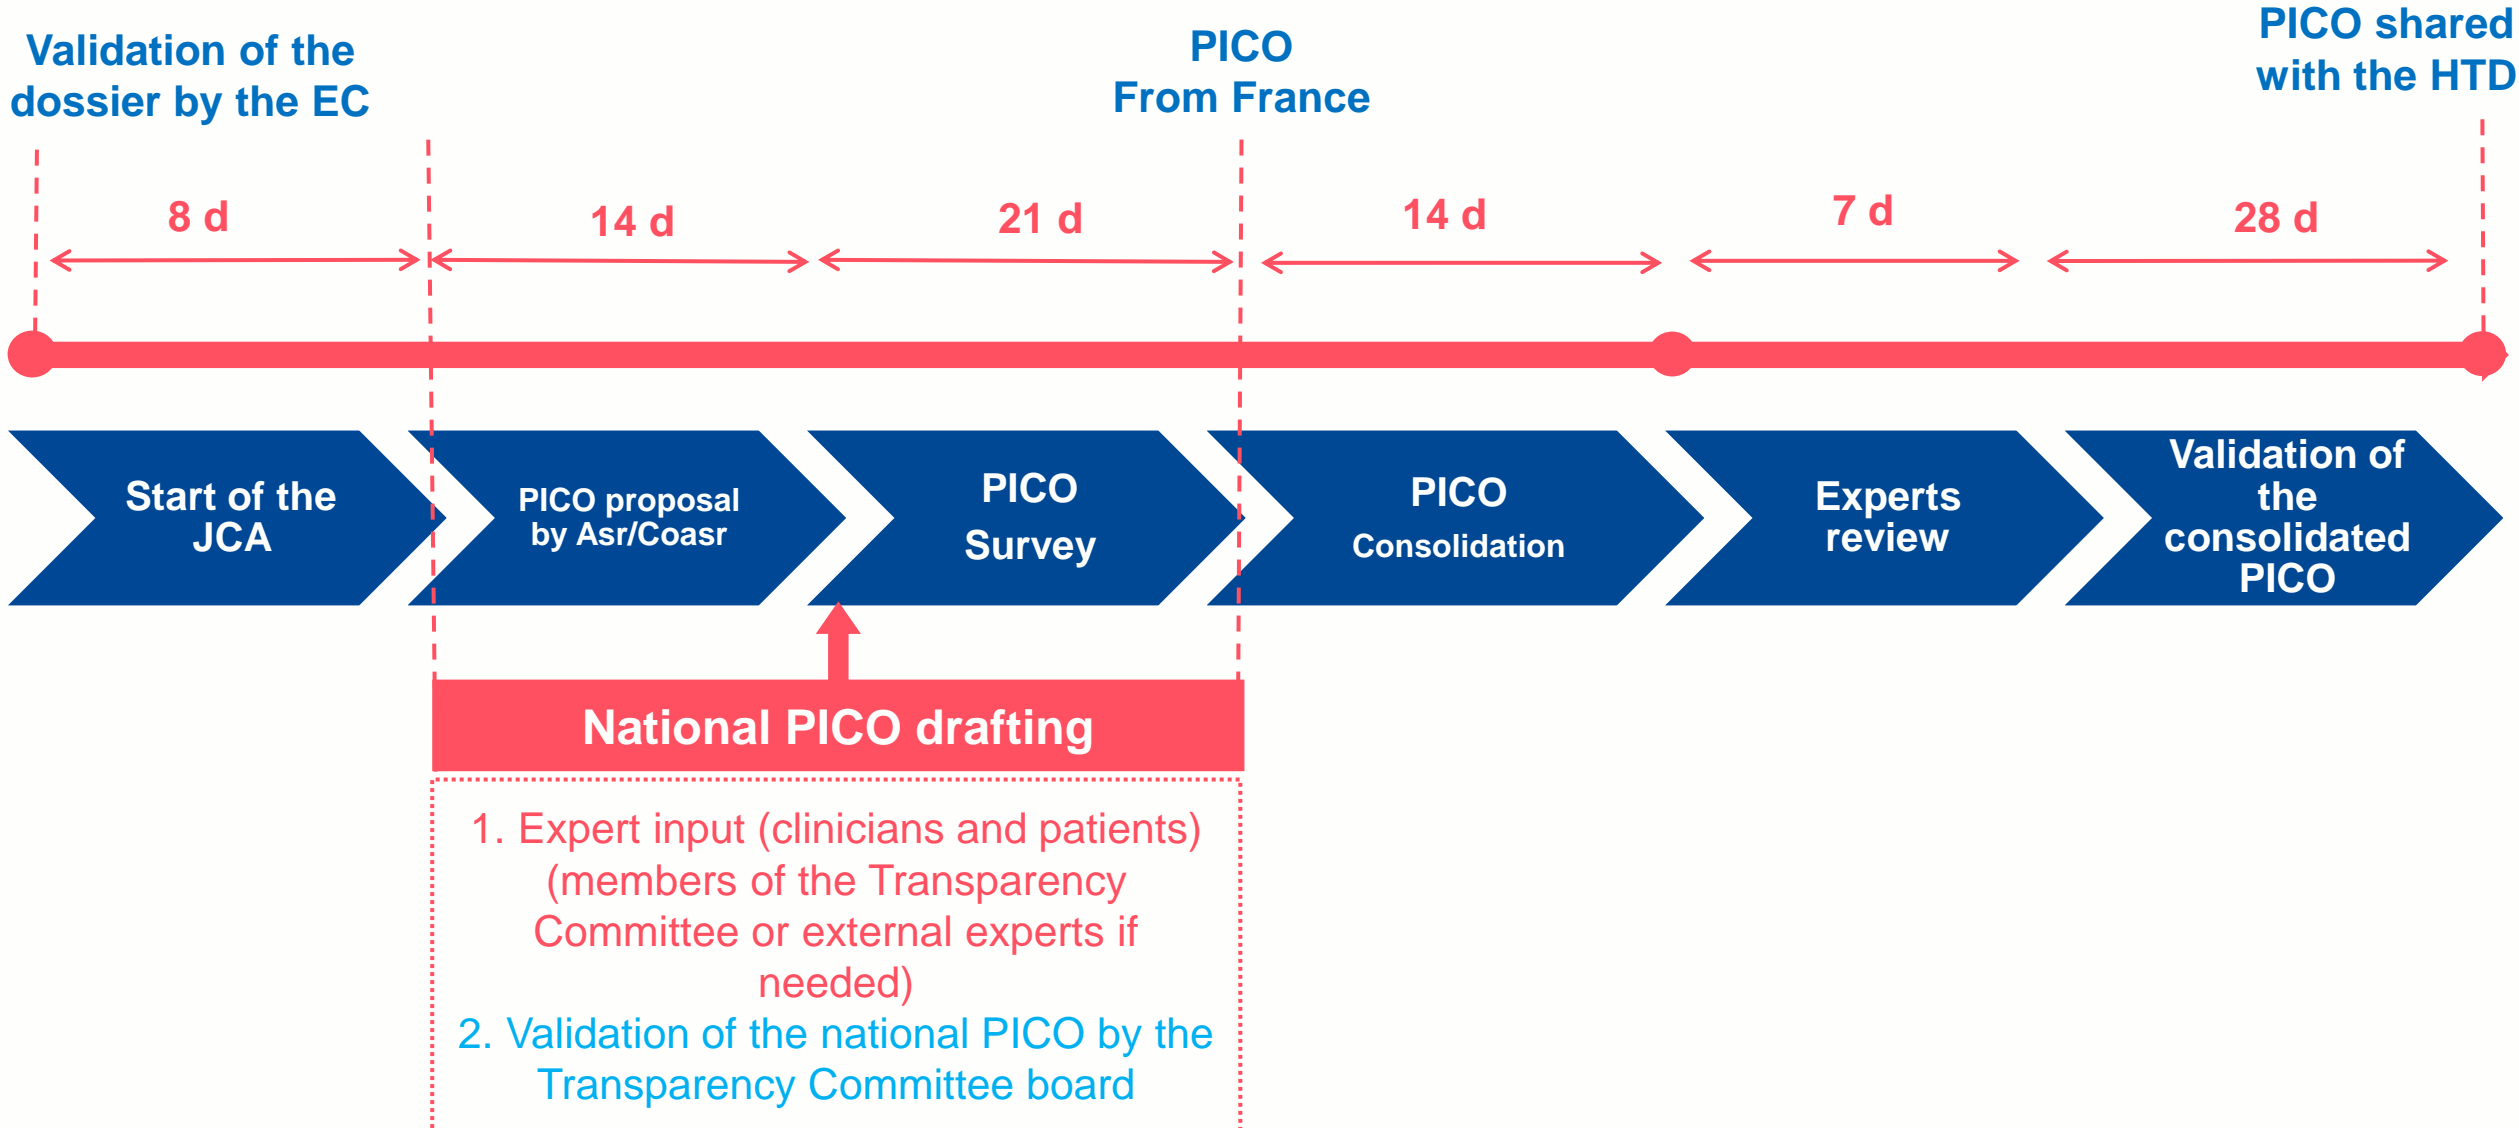 Validation of the
dossier by the EC
PICO
From France
PICO shared
with the HTD
8 d
14 d
21 d
14 d
7 d
28 d
Start of the
JCA
PICO proposal
by Asr/Coasr
PICO
Survey
PICO
Consolidation
Experts
review
Validation of
the
consolidated
PICO
National PICO drafting
1. Expert input (clinicians and patients)
(members of the Transparency
Committee or external experts if
needed)
2. Validation of the national PICO by the
Transparency Committee board